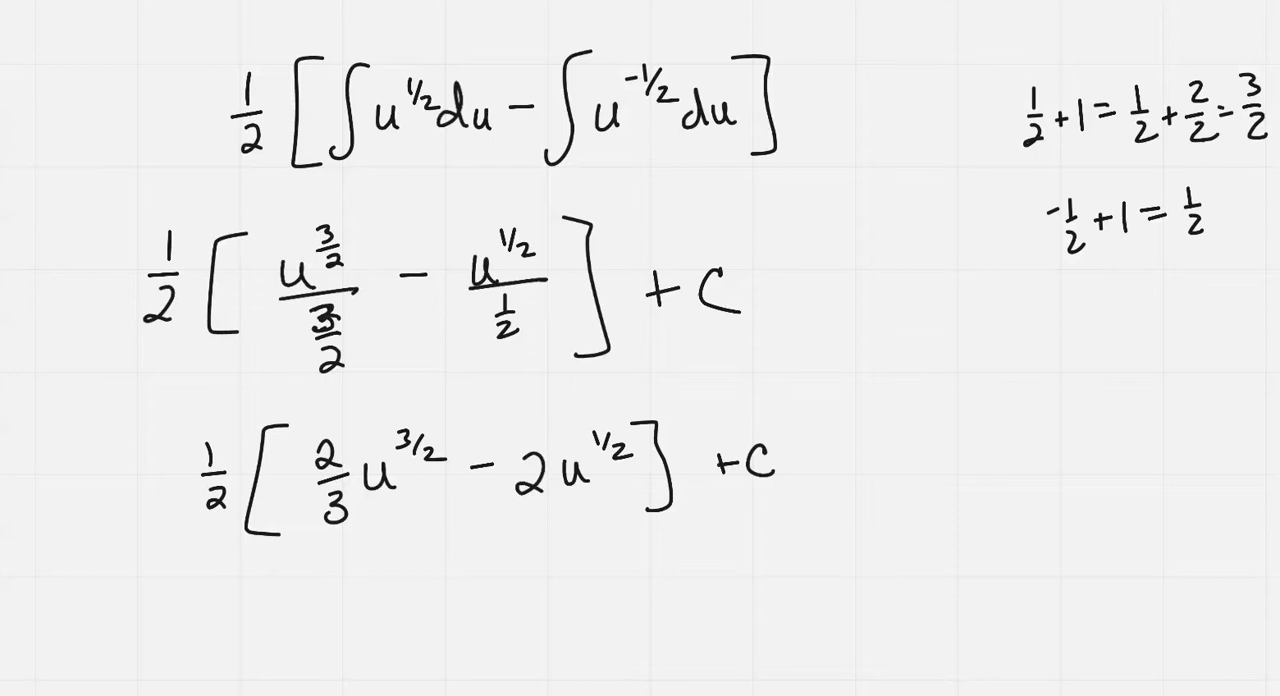 1/2 [ ∫ u^{1/2} du - ∫ u^{-1/2} du ]
1/2 + 1 = 1/2 + 2/2 = 3/2
-1/2 + 1 = 1/2
1/2 [ u^{3/2}/(3/2) - u^{1/2}/(1/2) ] + C
1/2 [ 2/3 u^{3/2} - 2u^{1/2} ] + C